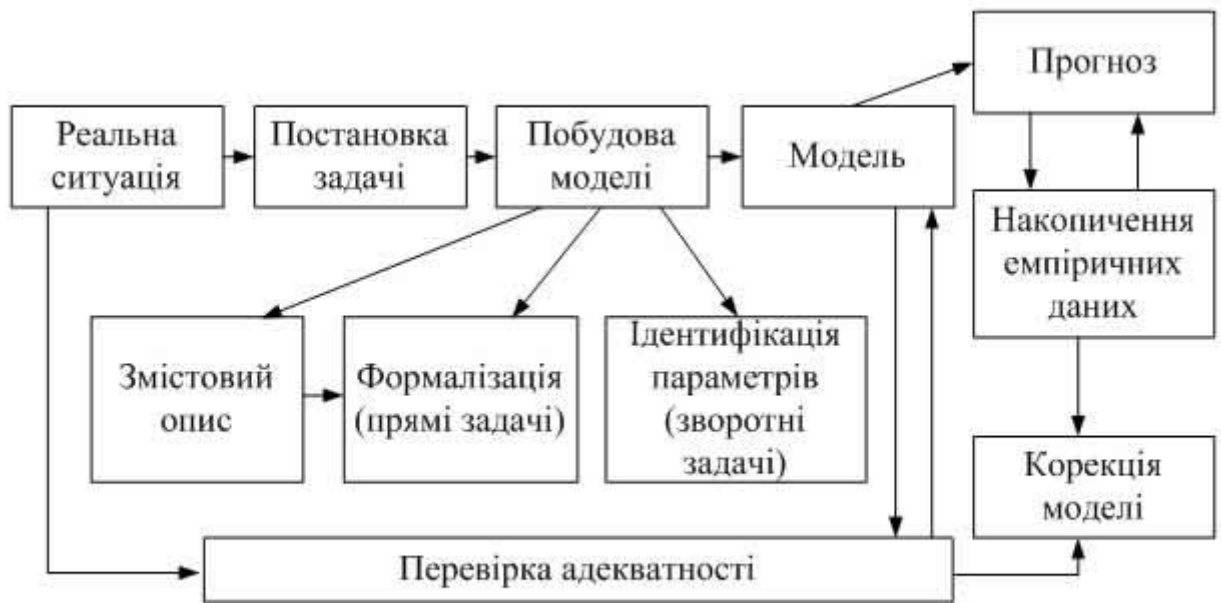 Прогноз
Реальна
ситуація
Постановка
задачі
Побудова
моделі
Модель
Накопичення
емпіричних
даних
Змістовий
опис
Формалізація
(прямі задачі)
Ідентифікація
параметрів
(зворотні
задачі)
Корекція
моделі
Перевірка адекватності